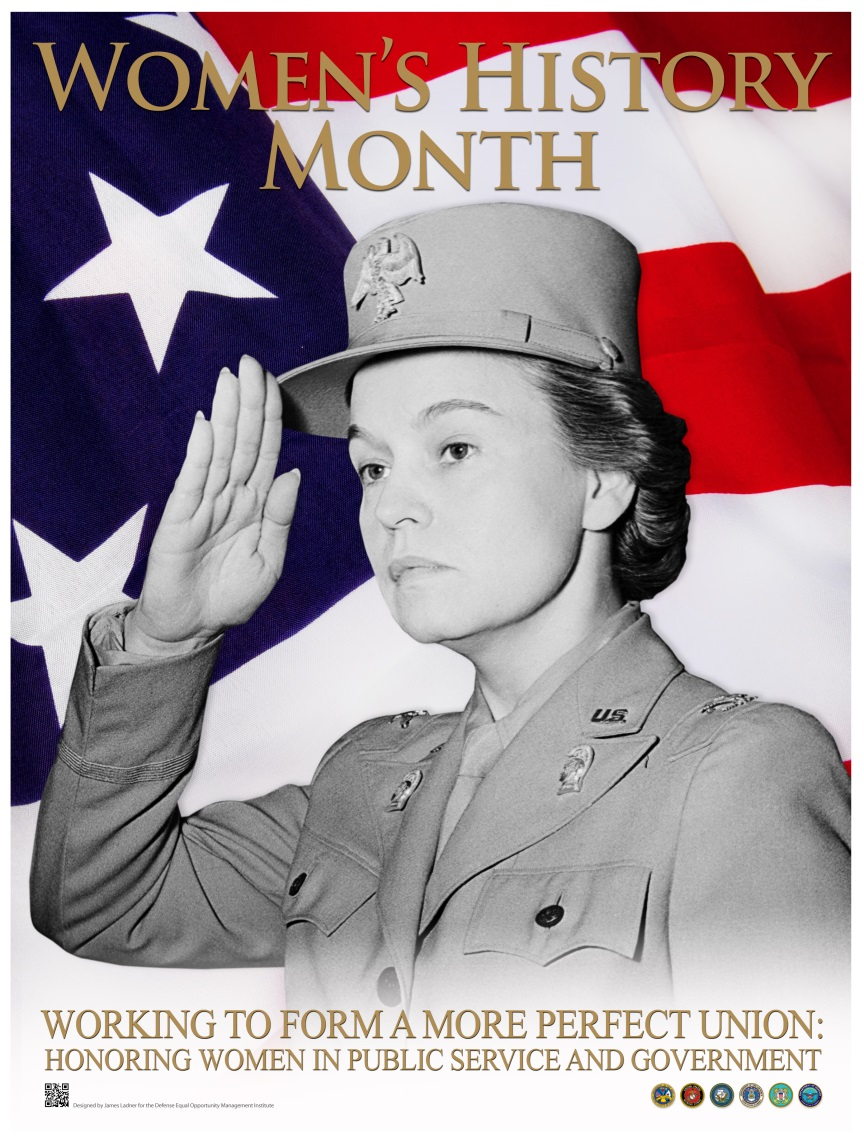 Women's History
Month
U.S.
WORKING TO FORM A MORE PERFECT UNION:
HONORING WOMEN IN PUBLIC SERVICE AND GOVERNMENT
Designed by James Ladner for the Defense Equal Opportunity Management Institute